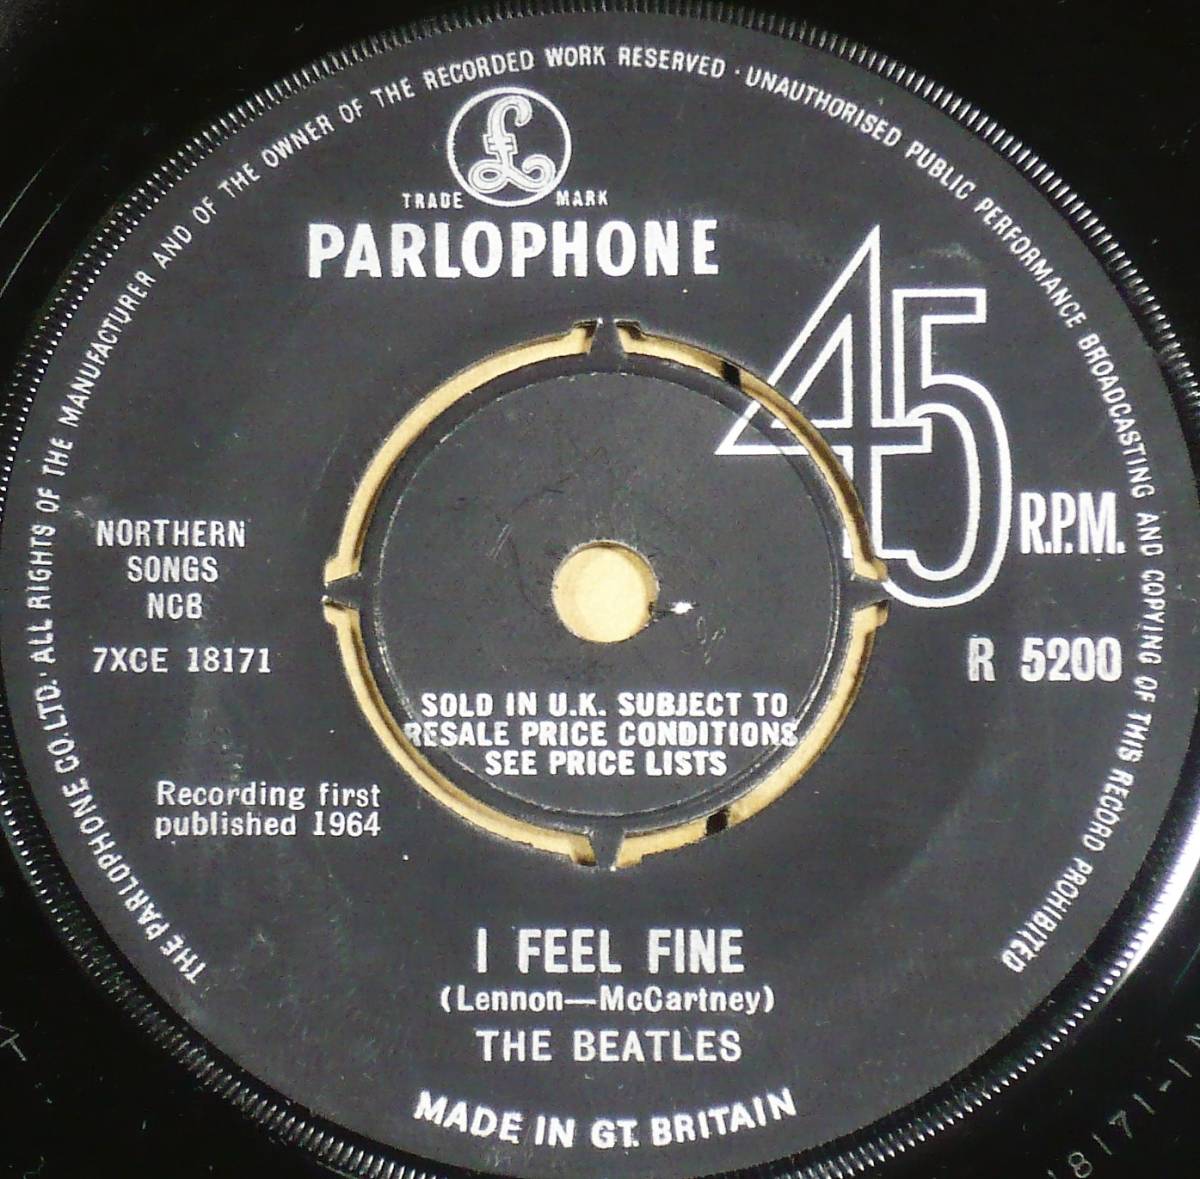 THE PARLOPHONE CO.LTD. · ALL RIGHTS OF THE MANUFACTURER AND OF THE OWNER OF THE RECORDED WORK RESERVED · UNAUTHORISED PUBLIC PERFORMANCE BROADCASTING AND COPYING OF THIS RECORD PROHIBITED
£
TRADE MARK
PARLOPHONE
45 R.P.M.
NORTHERN
SONGS
NCB
7XCE 18171
R 5200
SOLD IN U.K. SUBJECT TO
RESALE PRICE CONDITIONS
SEE PRICE LISTS
Recording first
published 1964
I FEEL FINE
(Lennon—McCartney)
THE BEATLES
MADE IN GT. BRITAIN